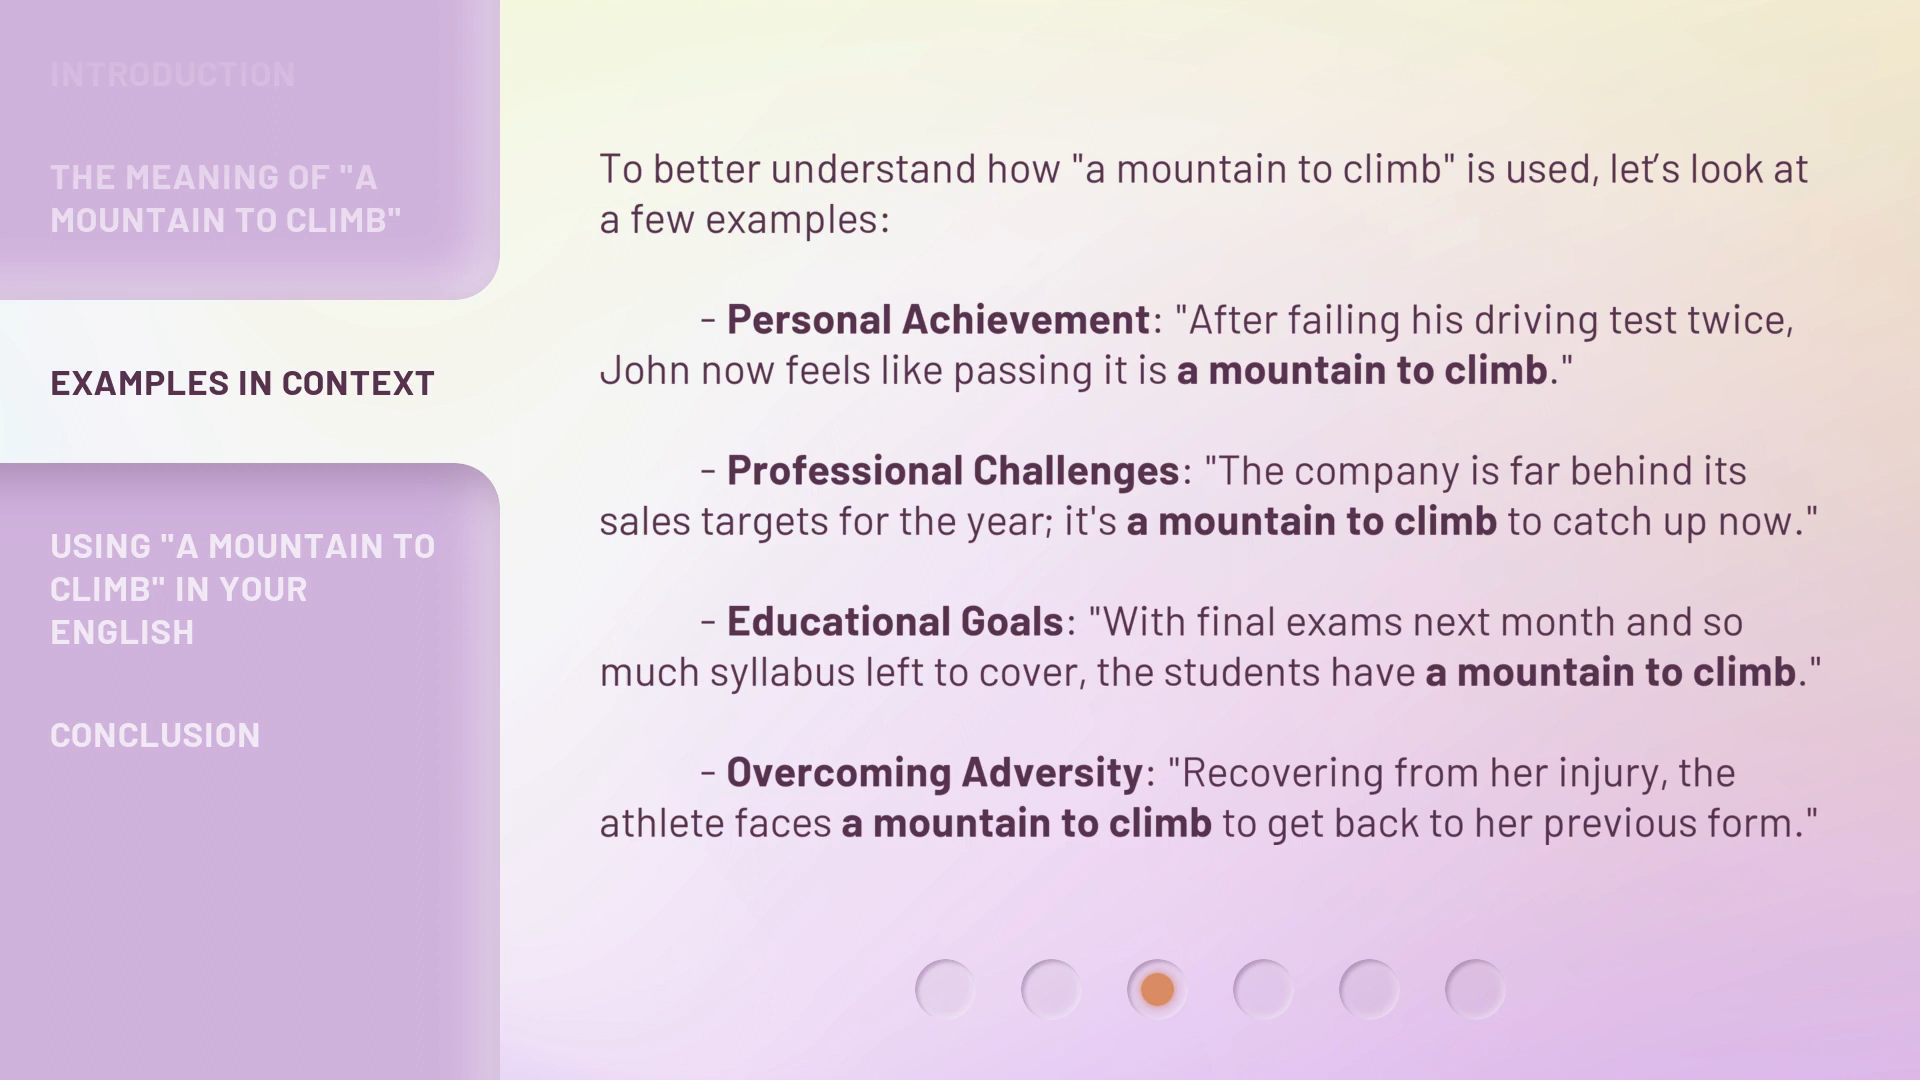 INTRODUCTION
THE MEANING OF "A
MOUNTAIN TO CLIMB"
EXAMPLES IN CONTEXT
USING "A MOUNTAIN TO
CLIMB" IN YOUR
ENGLISH
CONCLUSION
To better understand how "a mountain to climb" is used, let’s look at
a few examples:
- Personal Achievement: "After failing his driving test twice,
John now feels like passing it is a mountain to climb."
- Professional Challenges: "The company is far behind its
sales targets for the year; it's a mountain to climb to catch up now."
- Educational Goals: "With final exams next month and so
much syllabus left to cover, the students have a mountain to climb."
- Overcoming Adversity: "Recovering from her injury, the
athlete faces a mountain to climb to get back to her previous form."